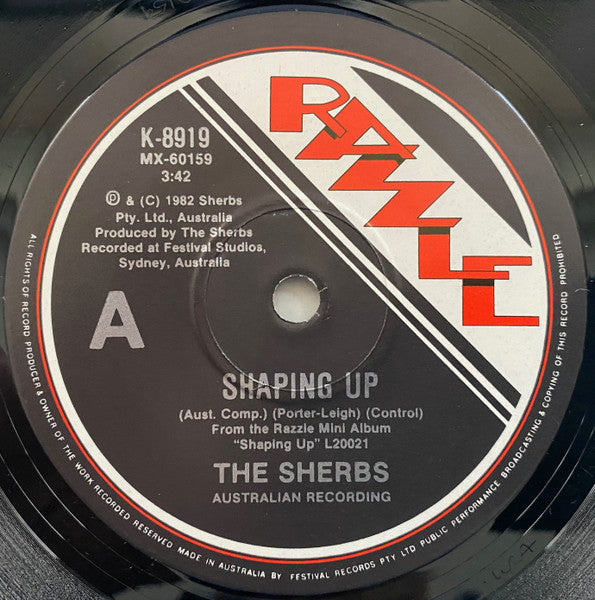 RAZZLE
K-8919
MX-60159
3:42
Ⓟ & (C) 1982 Sherbs
Pty. Ltd., Australia
Produced by The Sherbs
Recorded at Festival Studios,
Sydney, Australia
A
SHAPING UP
(Aust. Comp.) (Porter-Leigh) (Control)
From the Razzle Mini Album
"Shaping Up" L20021
THE SHERBS
AUSTRALIAN RECORDING
ALL RIGHTS OF RECORD PRODUCER & OWNER OF THE WORK RECORDED RESERVED MADE IN AUSTRALIA BY FESTIVAL RECORDS PTY LTD PUBLIC PERFORMANCE BROADCASTING & COPYING OF THIS RECORD PROHIBITED